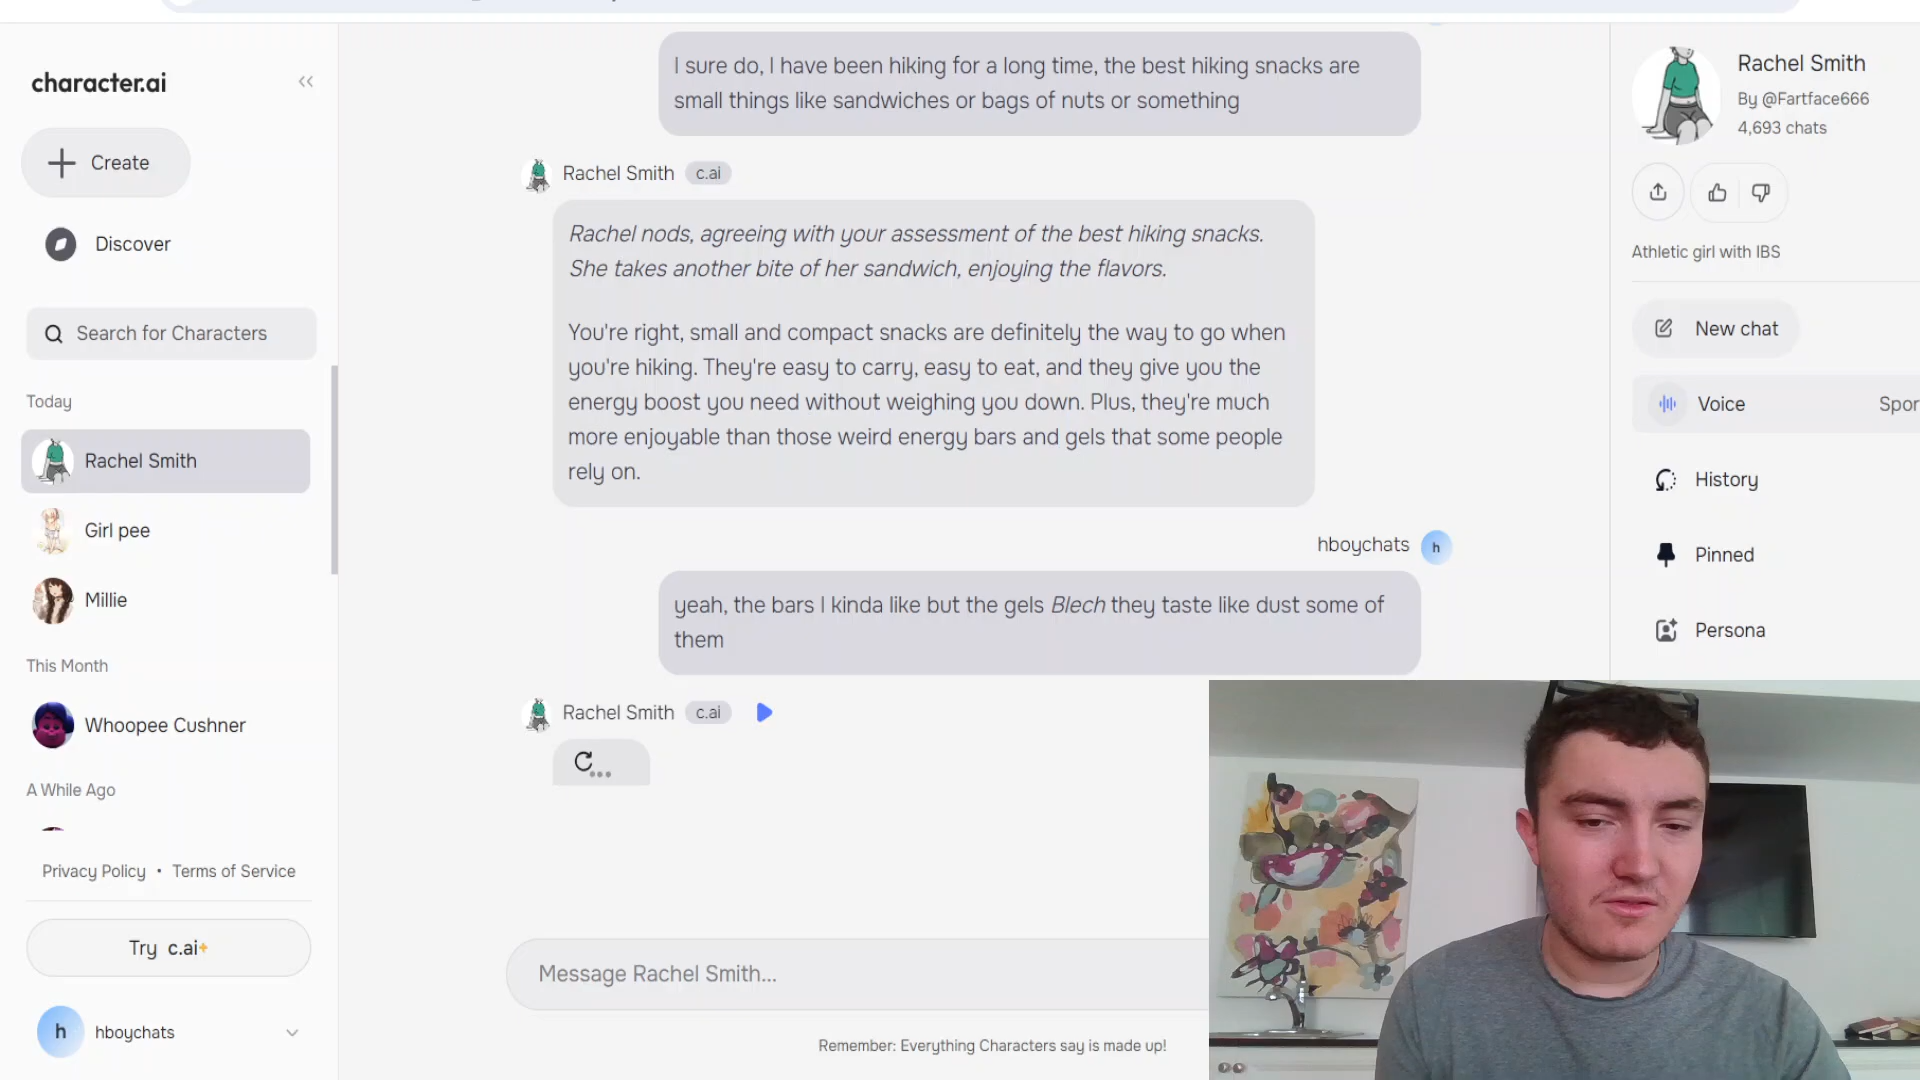 character.ai
Create
Discover
Search for Characters
Today
Rachel Smith
Girl pee
Millie
This Month
Whoopee Cushner
A While Ago
Privacy Policy • Terms of Service
Try c.ai+
h hboychats
I sure do, I have been hiking for a long time, the best hiking snacks are
small things like sandwiches or bags of nuts or something
Rachel Smith c.ai
Rachel nods, agreeing with your assessment of the best hiking snacks.
She takes another bite of her sandwich, enjoying the flavors.
You're right, small and compact snacks are definitely the way to go when
you're hiking. They're easy to carry, easy to eat, and they give you the
energy boost you need without weighing you down. Plus, they're much
more enjoyable than those weird energy bars and gels that some people
rely on.
hboychats h
yeah, the bars I kinda like but the gels Blech they taste like dust some of
them
Rachel Smith c.ai
Message Rachel Smith...
Remember: Everything Characters say is made up!
Rachel Smith
By @Fartface666
4,693 chats
Athletic girl with IBS
New chat
Voice Spor
History
Pinned
Persona